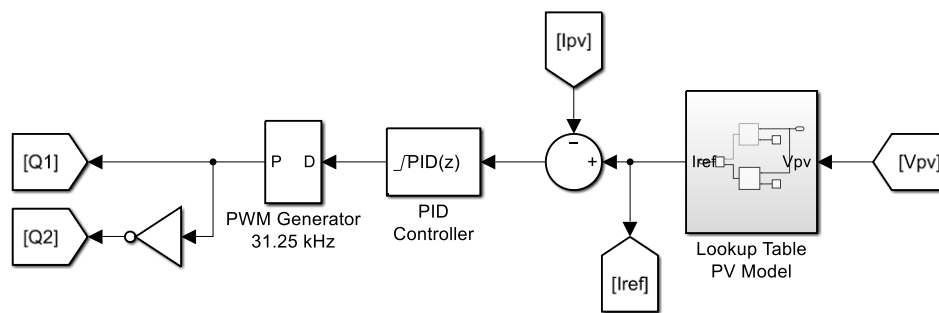 [Ipv]
[Q1]
P
D
PID(z)
−
+
Iref
Vpv
[Vpv]
PWM Generator
31.25 kHz
PID
Controller
[Q2]
Lookup Table
PV Model
[Iref]